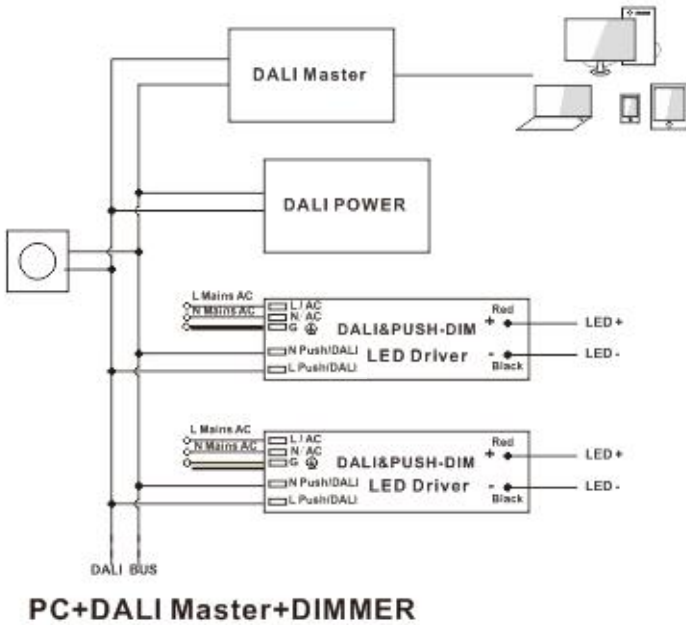 DALI Master
DALI POWER
L Mains AC
N Mains AC
L / AC
N/ AC
G
DALI&PUSH-DIM
LED Driver
N Push/DALI
L Push/DALI
Red
+
-
Black
LED+
LED-
L Mains AC
N Mains AC
L / AC
N/ AC
G
DALI&PUSH-DIM
LED Driver
N Push/DALI
L Push/DALI
Red
+
-
Black
LED+
LED-
DALI BUS
PC+DALI Master+DIMMER